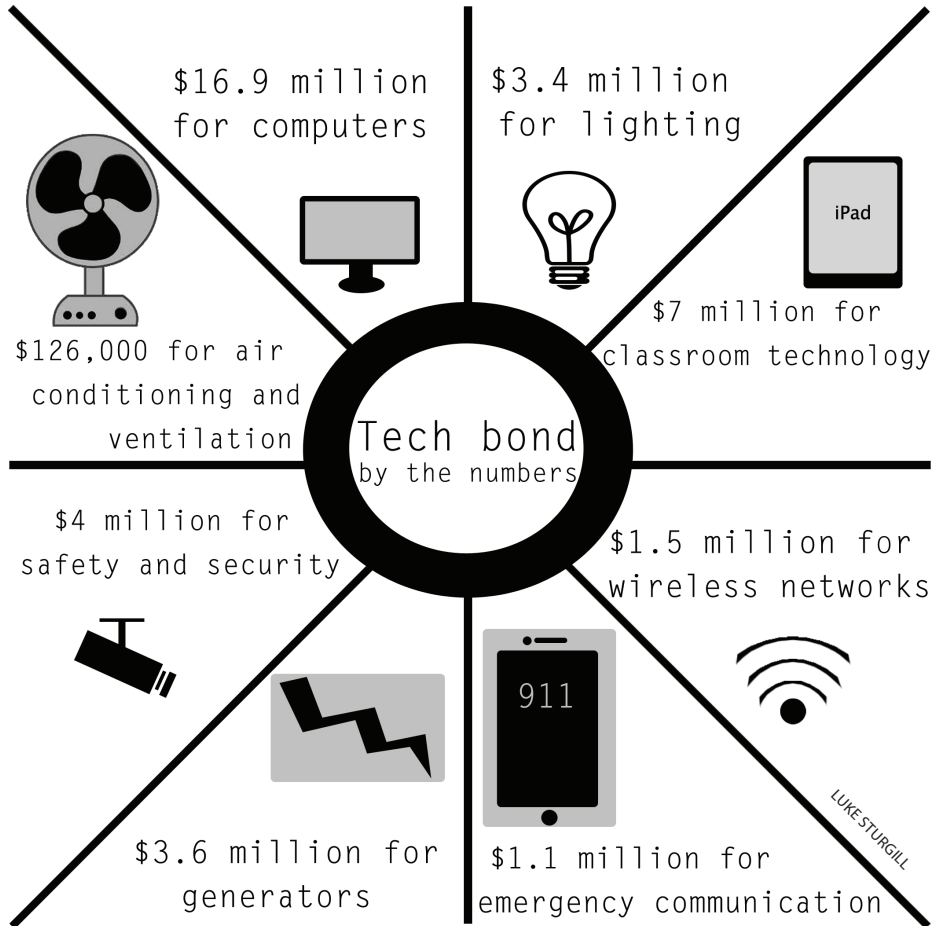 $16.9 million
for computers
$3.4 million
for lighting
iPad
$7 million for
classroom technology
$126,000 for air
conditioning and
ventilation
Tech bond
by the numbers
$4 million for
safety and security
$1.5 million for
wireless networks
911
$3.6 million for
generators
$1.1 million for
emergency communication
LUKE STURGILL